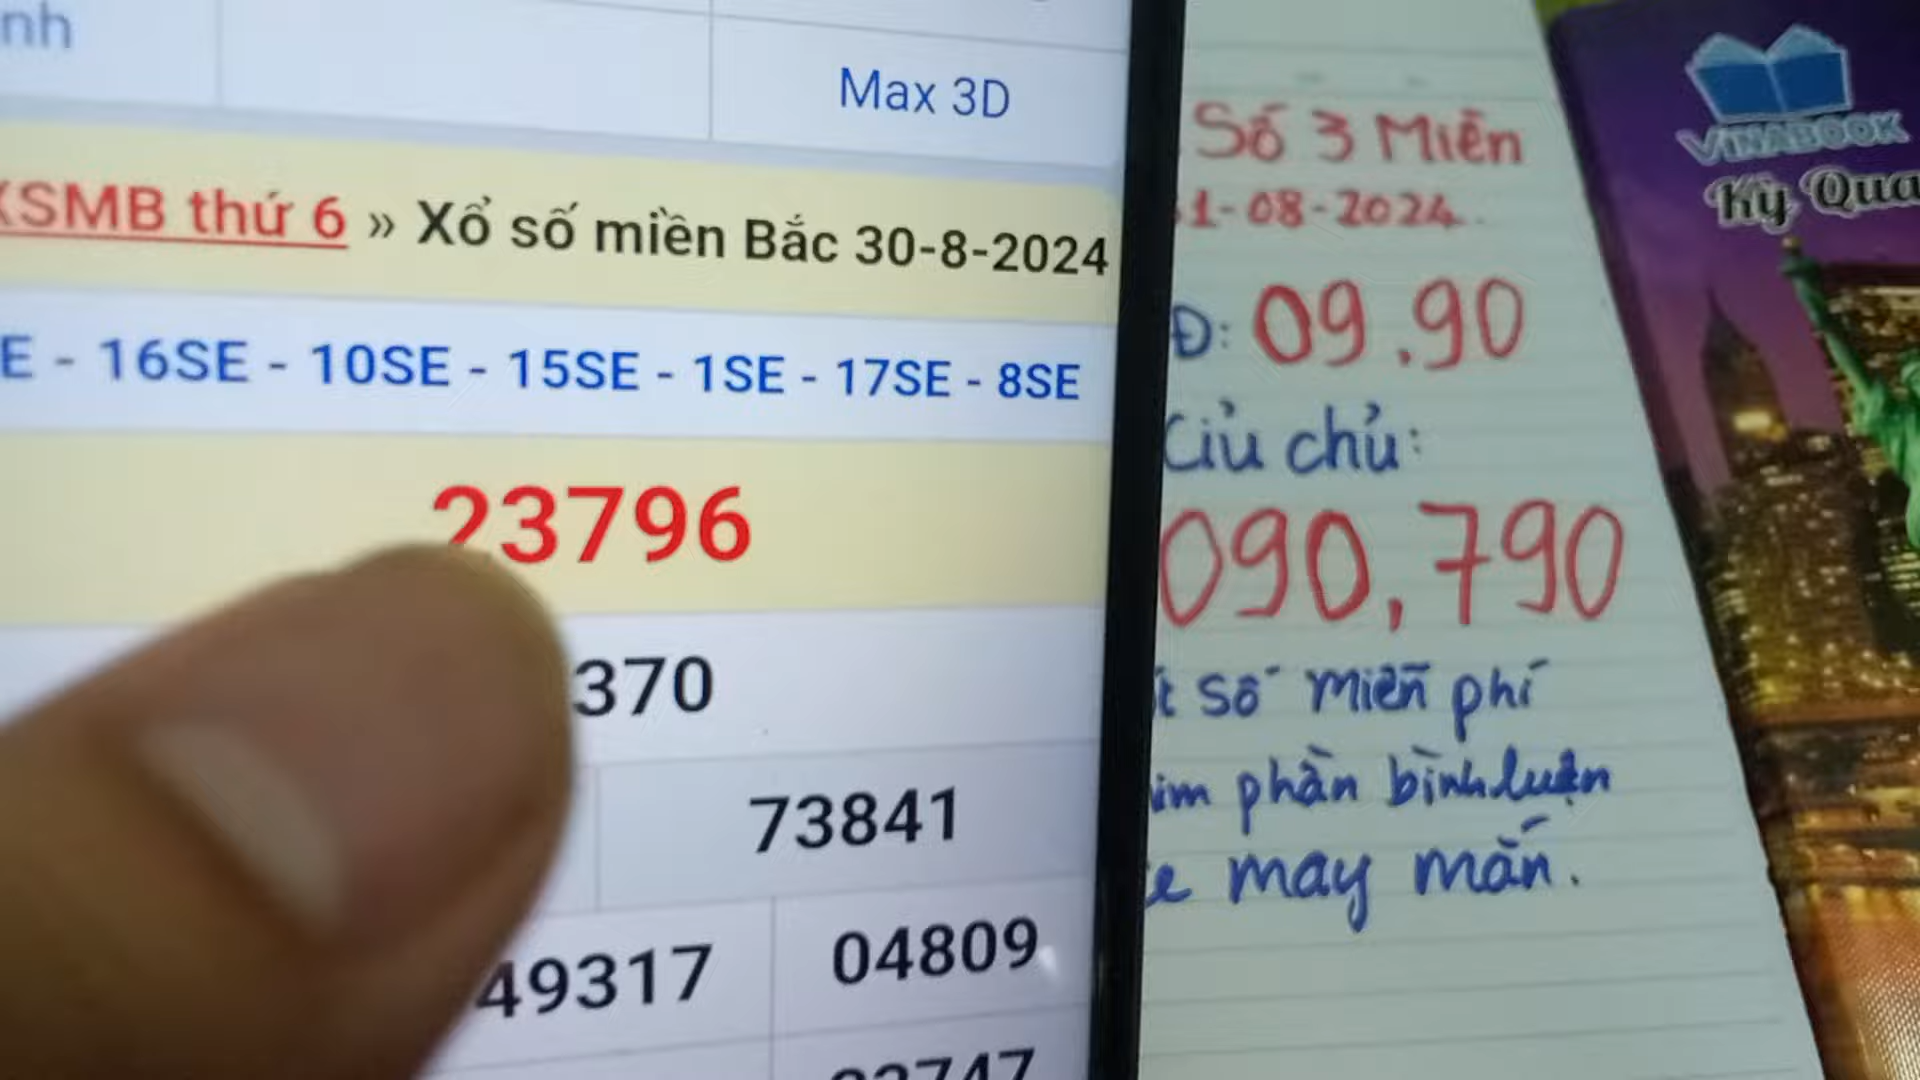 nh
Max 3D
XSMB thứ 6 » Xổ số miền Bắc 30-8-2024
E - 16SE - 10SE - 15SE - 1SE - 17SE - 8SE
23796
370
73841
49317
04809
Số 3 Miền
1-08-2024
Đ: 09.90
Củ chủ:
090,790
Số Miễn phí
phần bình luận
may mắn.
VINABOOK
Kỳ Qua